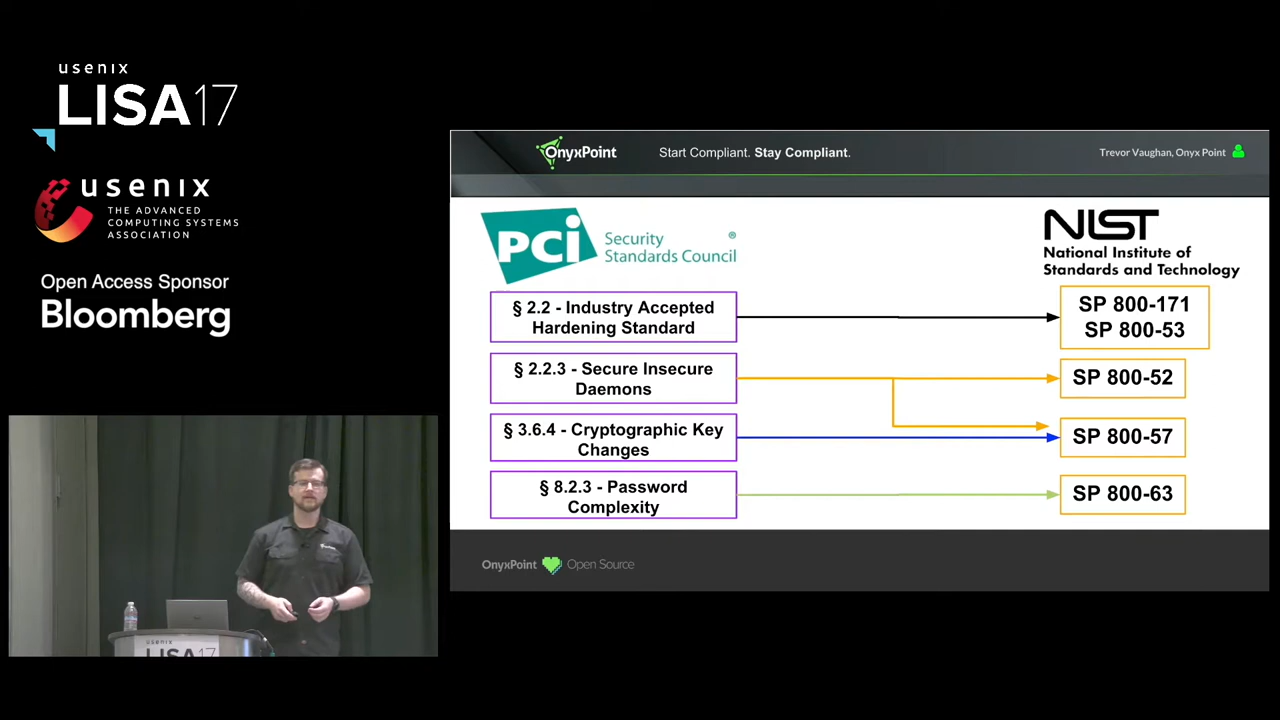 usenix
LISA17
usenix
THE ADVANCED
COMPUTING SYSTEMS
ASSOCIATION
Open Access Sponsor
Bloomberg
OnyxPoint
Start Compliant. Stay Compliant.
Trevor Vaughan, Onyx Point
PCi
Security
Standards Council
®
NIST
National Institute of
Standards and Technology
§ 2.2 - Industry Accepted
Hardening Standard
SP 800-171
SP 800-53
§ 2.2.3 - Secure Insecure
Daemons
SP 800-52
§ 3.6.4 - Cryptographic Key
Changes
SP 800-57
§ 8.2.3 - Password
Complexity
SP 800-63
OnyxPoint
Open Source
usenix
LISA17